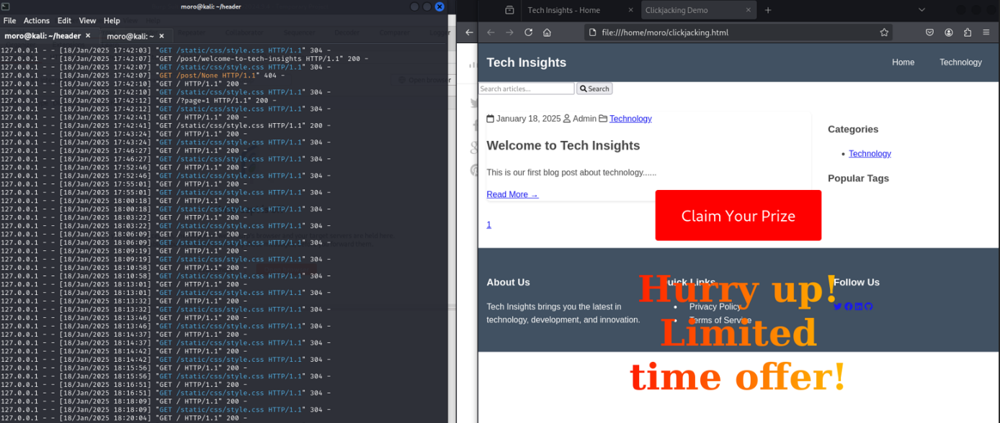 moro@kali: ~/header
File Actions Edit View Help
moro@kali: ~/header × moro@kali: ~ ×
127.0.0.1 - - [18/Jan/2025 17:42:03] "GET /static/css/style.css HTTP/1.1" 304 -
127.0.0.1 - - [18/Jan/2025 17:42:07] "GET /post/welcome-to-tech-insights HTTP/1.1" 200 -
127.0.0.1 - - [18/Jan/2025 17:42:07] "GET /static/css/style.css HTTP/1.1" 304 -
127.0.0.1 - - [18/Jan/2025 17:42:07] "GET /post/None HTTP/1.1" 404 -
127.0.0.1 - - [18/Jan/2025 17:42:10] "GET / HTTP/1.1" 200 -
127.0.0.1 - - [18/Jan/2025 17:42:10] "GET /static/css/style.css HTTP/1.1" 304 -
127.0.0.1 - - [18/Jan/2025 17:42:12] "GET /?page=1 HTTP/1.1" 200 -
127.0.0.1 - - [18/Jan/2025 17:42:12] "GET /static/css/style.css HTTP/1.1" 304 -
127.0.0.1 - - [18/Jan/2025 17:42:41] "GET / HTTP/1.1" 200 -
127.0.0.1 - - [18/Jan/2025 17:42:41] "GET /static/css/style.css HTTP/1.1" 200 -
127.0.0.1 - - [18/Jan/2025 17:43:24] "GET / HTTP/1.1" 200 -
127.0.0.1 - - [18/Jan/2025 17:43:24] "GET /static/css/style.css HTTP/1.1" 304 -
127.0.0.1 - - [18/Jan/2025 17:46:27] "GET / HTTP/1.1" 200 -
127.0.0.1 - - [18/Jan/2025 17:46:27] "GET /static/css/style.css HTTP/1.1" 304 -
127.0.0.1 - - [18/Jan/2025 17:52:46] "GET / HTTP/1.1" 200 -
127.0.0.1 - - [18/Jan/2025 17:52:46] "GET /static/css/style.css HTTP/1.1" 304 -
127.0.0.1 - - [18/Jan/2025 17:55:01] "GET / HTTP/1.1" 200 -
127.0.0.1 - - [18/Jan/2025 17:55:01] "GET /static/css/style.css HTTP/1.1" 304 -
127.0.0.1 - - [18/Jan/2025 18:00:18] "GET / HTTP/1.1" 200 -
127.0.0.1 - - [18/Jan/2025 18:00:18] "GET /static/css/style.css HTTP/1.1" 304 -
127.0.0.1 - - [18/Jan/2025 18:03:22] "GET / HTTP/1.1" 200 -
127.0.0.1 - - [18/Jan/2025 18:03:22] "GET /static/css/style.css HTTP/1.1" 304 -
127.0.0.1 - - [18/Jan/2025 18:06:09] "GET / HTTP/1.1" 200 -
127.0.0.1 - - [18/Jan/2025 18:06:09] "GET /static/css/style.css HTTP/1.1" 304 -
127.0.0.1 - - [18/Jan/2025 18:09:19] "GET / HTTP/1.1" 200 -
127.0.0.1 - - [18/Jan/2025 18:09:19] "GET /static/css/style.css HTTP/1.1" 304 -
127.0.0.1 - - [18/Jan/2025 18:10:58] "GET / HTTP/1.1" 200 -
127.0.0.1 - - [18/Jan/2025 18:10:58] "GET /static/css/style.css HTTP/1.1" 304 -
127.0.0.1 - - [18/Jan/2025 18:13:01] "GET / HTTP/1.1" 200 -
127.0.0.1 - - [18/Jan/2025 18:13:01] "GET /static/css/style.css HTTP/1.1" 304 -
127.0.0.1 - - [18/Jan/2025 18:13:32] "GET / HTTP/1.1" 200 -
127.0.0.1 - - [18/Jan/2025 18:13:32] "GET /static/css/style.css HTTP/1.1" 304 -
127.0.0.1 - - [18/Jan/2025 18:13:46] "GET / HTTP/1.1" 200 -
127.0.0.1 - - [18/Jan/2025 18:13:46] "GET /static/css/style.css HTTP/1.1" 304 -
127.0.0.1 - - [18/Jan/2025 18:14:37] "GET / HTTP/1.1" 200 -
127.0.0.1 - - [18/Jan/2025 18:14:37] "GET /static/css/style.css HTTP/1.1" 304 -
127.0.0.1 - - [18/Jan/2025 18:14:42] "GET / HTTP/1.1" 200 -
127.0.0.1 - - [18/Jan/2025 18:14:42] "GET /static/css/style.css HTTP/1.1" 304 -
127.0.0.1 - - [18/Jan/2025 18:15:56] "GET / HTTP/1.1" 200 -
127.0.0.1 - - [18/Jan/2025 18:15:56] "GET /static/css/style.css HTTP/1.1" 304 -
127.0.0.1 - - [18/Jan/2025 18:16:51] "GET / HTTP/1.1" 200 -
127.0.0.1 - - [18/Jan/2025 18:16:51] "GET /static/css/style.css HTTP/1.1" 304 -
127.0.0.1 - - [18/Jan/2025 18:18:09] "GET / HTTP/1.1" 200 -
127.0.0.1 - - [18/Jan/2025 18:18:09] "GET /static/css/style.css HTTP/1.1" 304 -
127.0.0.1 - - [18/Jan/2025 18:20:04] "GET / HTTP/1.1" 200 -
Tech Insights - Home × Clickjacking Demo ×
file:///home/moro/clickjacking.html
Tech Insights Home Technology
Search articles... Search
January 18, 2025 Admin Technology
Welcome to Tech Insights
This is our first blog post about technology......
Read More →
1
Categories
Technology
Popular Tags
Claim Your Prize
About Us
Tech Insights brings you the latest in
technology, development, and innovation.
Quick Links
Privacy Policy
Terms of Service
Follow Us
Hurry up!
Limited
time offer!